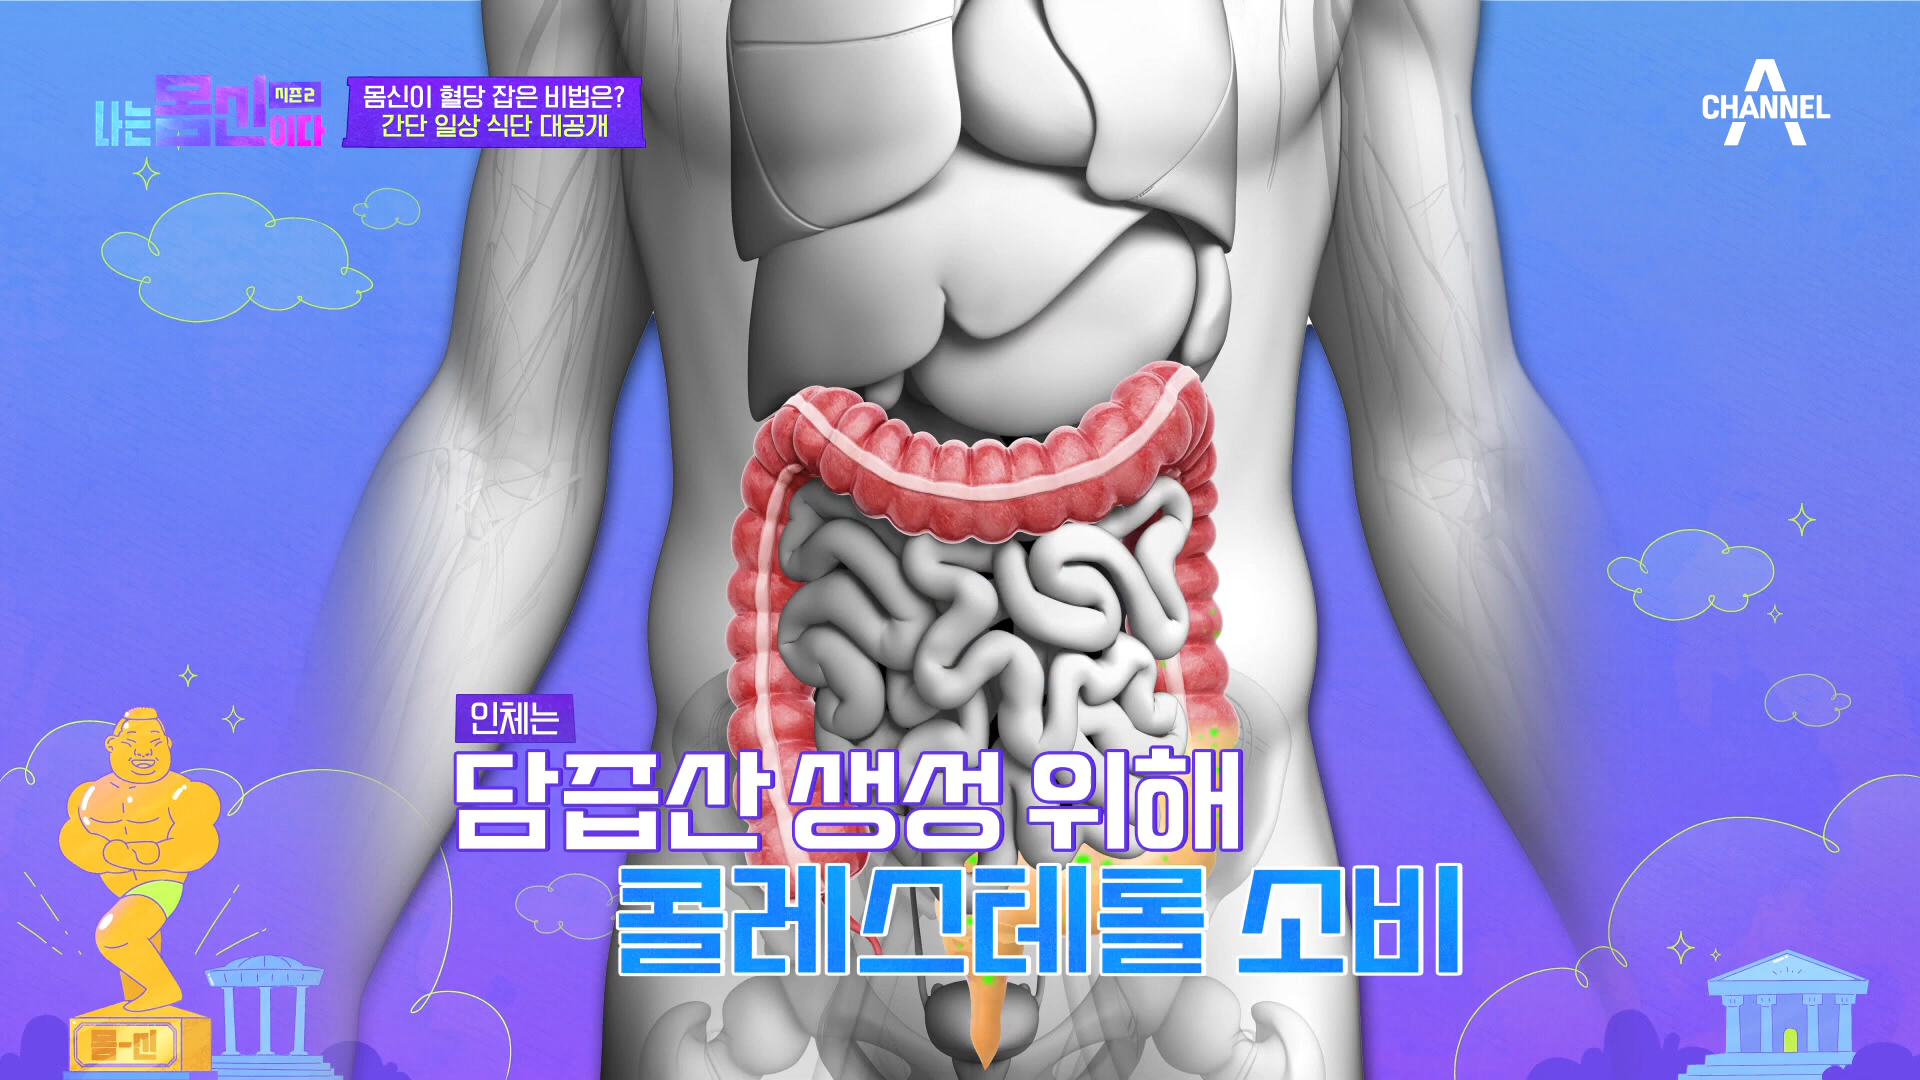 나는 몸신이다 시즌2
몸신이 혈당 잡은 비법은?
간단 일상 식단 대공개
CHANNEL A
인체는
담즙산 생성 위해
콜레스테롤 소비
몸-신